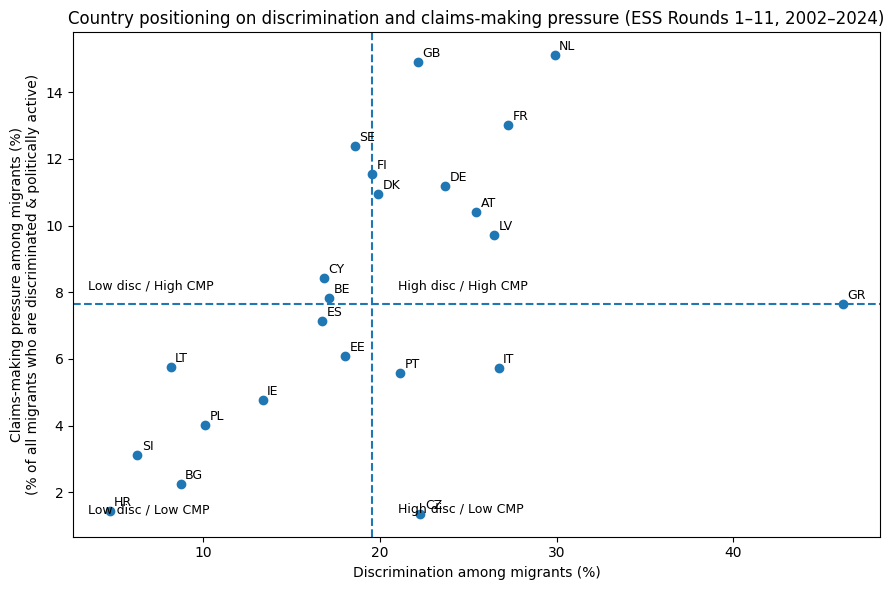 Country positioning on discrimination and claims-making pressure (ESS Rounds 1–11, 2002–2024)
Claims-making pressure among migrants (%)
(% of all migrants who are discriminated & politically active)
14
12
10
8
6
4
2
NL
GB
FR
SE
FI
DK
DE
AT
LV
CY
BE
Low disc / High CMP
High disc / High CMP
GR
ES
EE
LT
PT
IT
IE
PL
SI
BG
HR
CZ
Low disc / Low CMP
High disc / Low CMP
10
20
30
40
Discrimination among migrants (%)